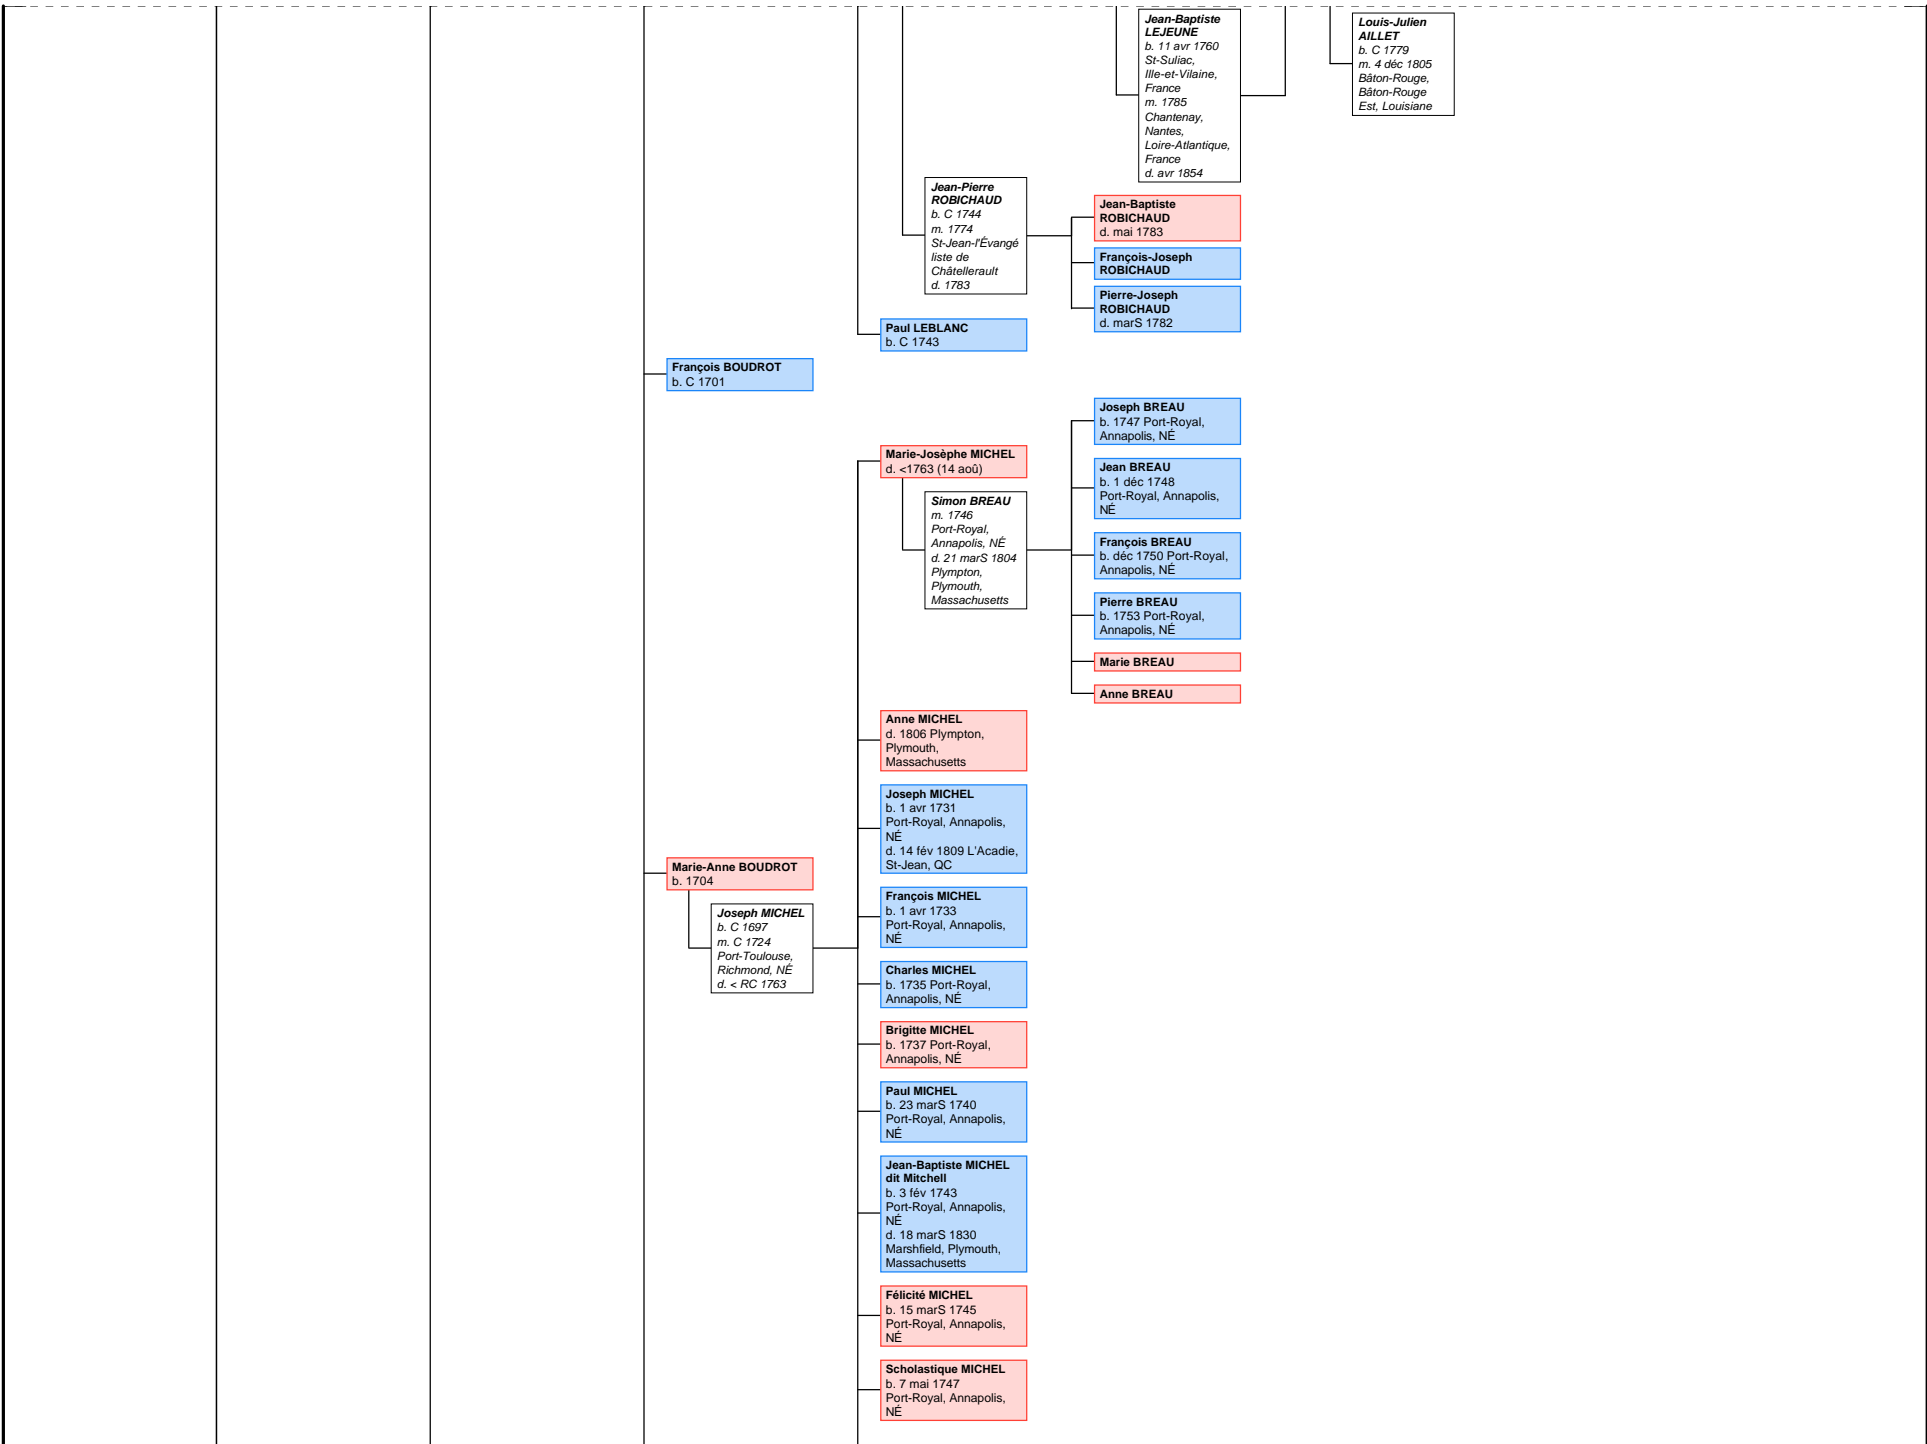 Jean-Baptiste
LEJEUNE
b. 11 avr 1760
St-Suliac,
Ille-et-Vilaine,
France
m. 1785
Chantenay,
Nantes,
Loire-Atlantique,
France
d. avr 1854
Louis-Julien
AILLET
b. C 1779
m. 4 déc 1805
Bâton-Rouge,
Bâton-Rouge
Est, Louisiane
Jean-Pierre
ROBICHAUD
b. C 1744
m. 1774
St-Jean-l'Évangé
liste de
Châtellerault
d. 1783
Jean-Baptiste
ROBICHAUD
d. mai 1783
François-Joseph
ROBICHAUD
Pierre-Joseph
ROBICHAUD
d. marS 1782
Paul LEBLANC
b. C 1743
François BOUDROT
b. C 1701
Marie-Josèphe MICHEL
d. <1763 (14 aoû)
Simon BREAU
m. 1746
Port-Royal,
Annapolis, NÉ
d. 21 marS 1804
Plympton,
Plymouth,
Massachusetts
Joseph BREAU
b. 1747 Port-Royal,
Annapolis, NÉ
Jean BREAU
b. 1 déc 1748
Port-Royal, Annapolis,
NÉ
François BREAU
b. déc 1750 Port-Royal,
Annapolis, NÉ
Pierre BREAU
b. 1753 Port-Royal,
Annapolis, NÉ
Marie BREAU
Anne BREAU
Anne MICHEL
d. 1806 Plympton,
Plymouth,
Massachusetts
Joseph MICHEL
b. 1 avr 1731
Port-Royal, Annapolis,
NÉ
d. 14 fév 1809 L'Acadie,
St-Jean, QC
Marie-Anne BOUDROT
b. 1704
Joseph MICHEL
b. C 1697
m. C 1724
Port-Toulouse,
Richmond, NÉ
d. < RC 1763
François MICHEL
b. 1 avr 1733
Port-Royal, Annapolis,
NÉ
Charles MICHEL
b. 1735 Port-Royal,
Annapolis, NÉ
Brigitte MICHEL
b. 1737 Port-Royal,
Annapolis, NÉ
Paul MICHEL
b. 23 marS 1740
Port-Royal, Annapolis,
NÉ
Jean-Baptiste MICHEL
dit Mitchell
b. 3 fév 1743
Port-Royal, Annapolis,
NÉ
d. 18 marS 1830
Marshfield, Plymouth,
Massachusetts
Félicité MICHEL
b. 15 marS 1745
Port-Royal, Annapolis,
NÉ
Scholastique MICHEL
b. 7 mai 1747
Port-Royal, Annapolis,
NÉ